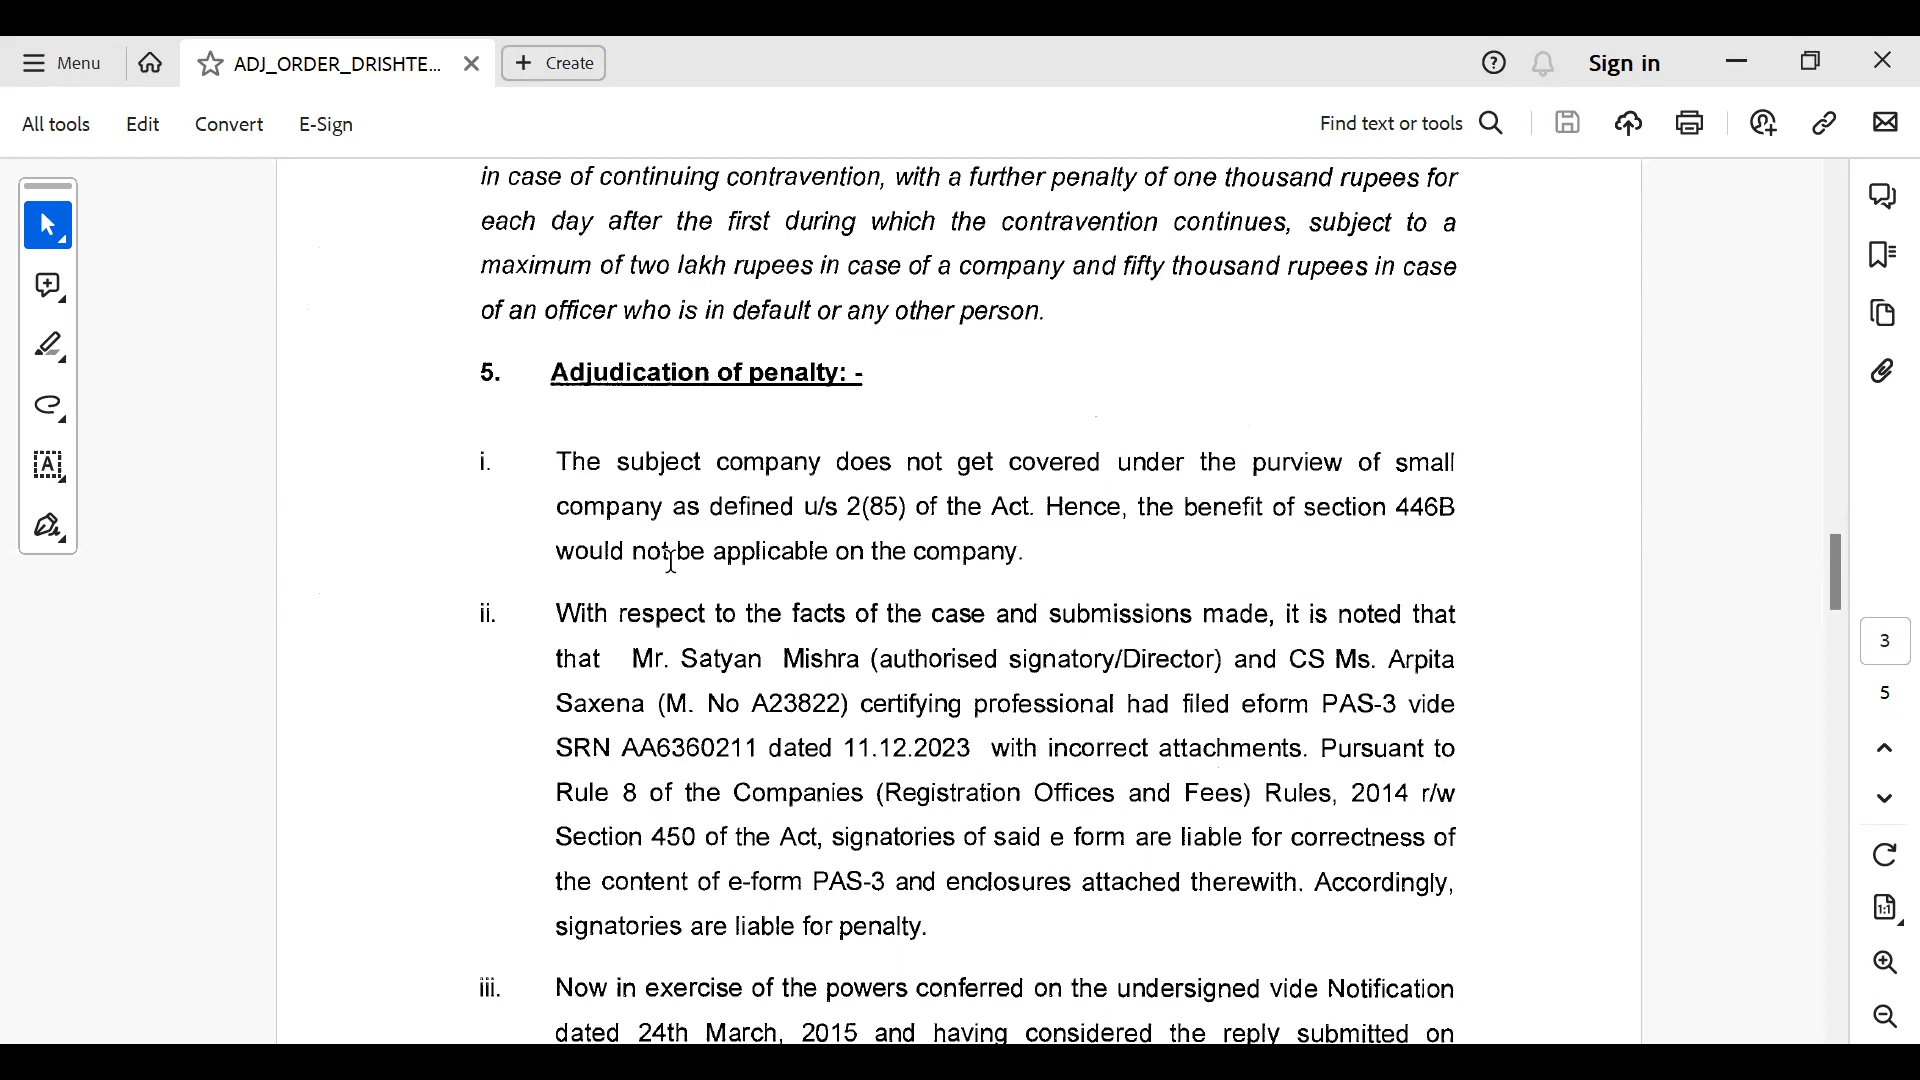 Menu
ADJ_ORDER_DRISHTE...
Create
Sign in
All tools
Edit
Convert
E-Sign
Find text or tools
in case of continuing contravention, with a further penalty of one thousand rupees for
each day after the first during which the contravention continues, subject to a
maximum of two lakh rupees in case of a company and fifty thousand rupees in case
of an officer who is in default or any other person.
5. Adjudication of penalty: -
i. The subject company does not get covered under the purview of small
company as defined u/s 2(85) of the Act. Hence, the benefit of section 446B
would not be applicable on the company.
ii. With respect to the facts of the case and submissions made, it is noted that
that Mr. Satyan Mishra (authorised signatory/Director) and CS Ms. Arpita
Saxena (M. No A23822) certifying professional had filed eform PAS-3 vide
SRN AA6360211 dated 11.12.2023 with incorrect attachments. Pursuant to
Rule 8 of the Companies (Registration Offices and Fees) Rules, 2014 r/w
Section 450 of the Act, signatories of said e form are liable for correctness of
the content of e-form PAS-3 and enclosures attached therewith. Accordingly,
signatories are liable for penalty.
iii. Now in exercise of the powers conferred on the undersigned vide Notification
dated 24th March, 2015 and having considered the reply submitted on
3
5